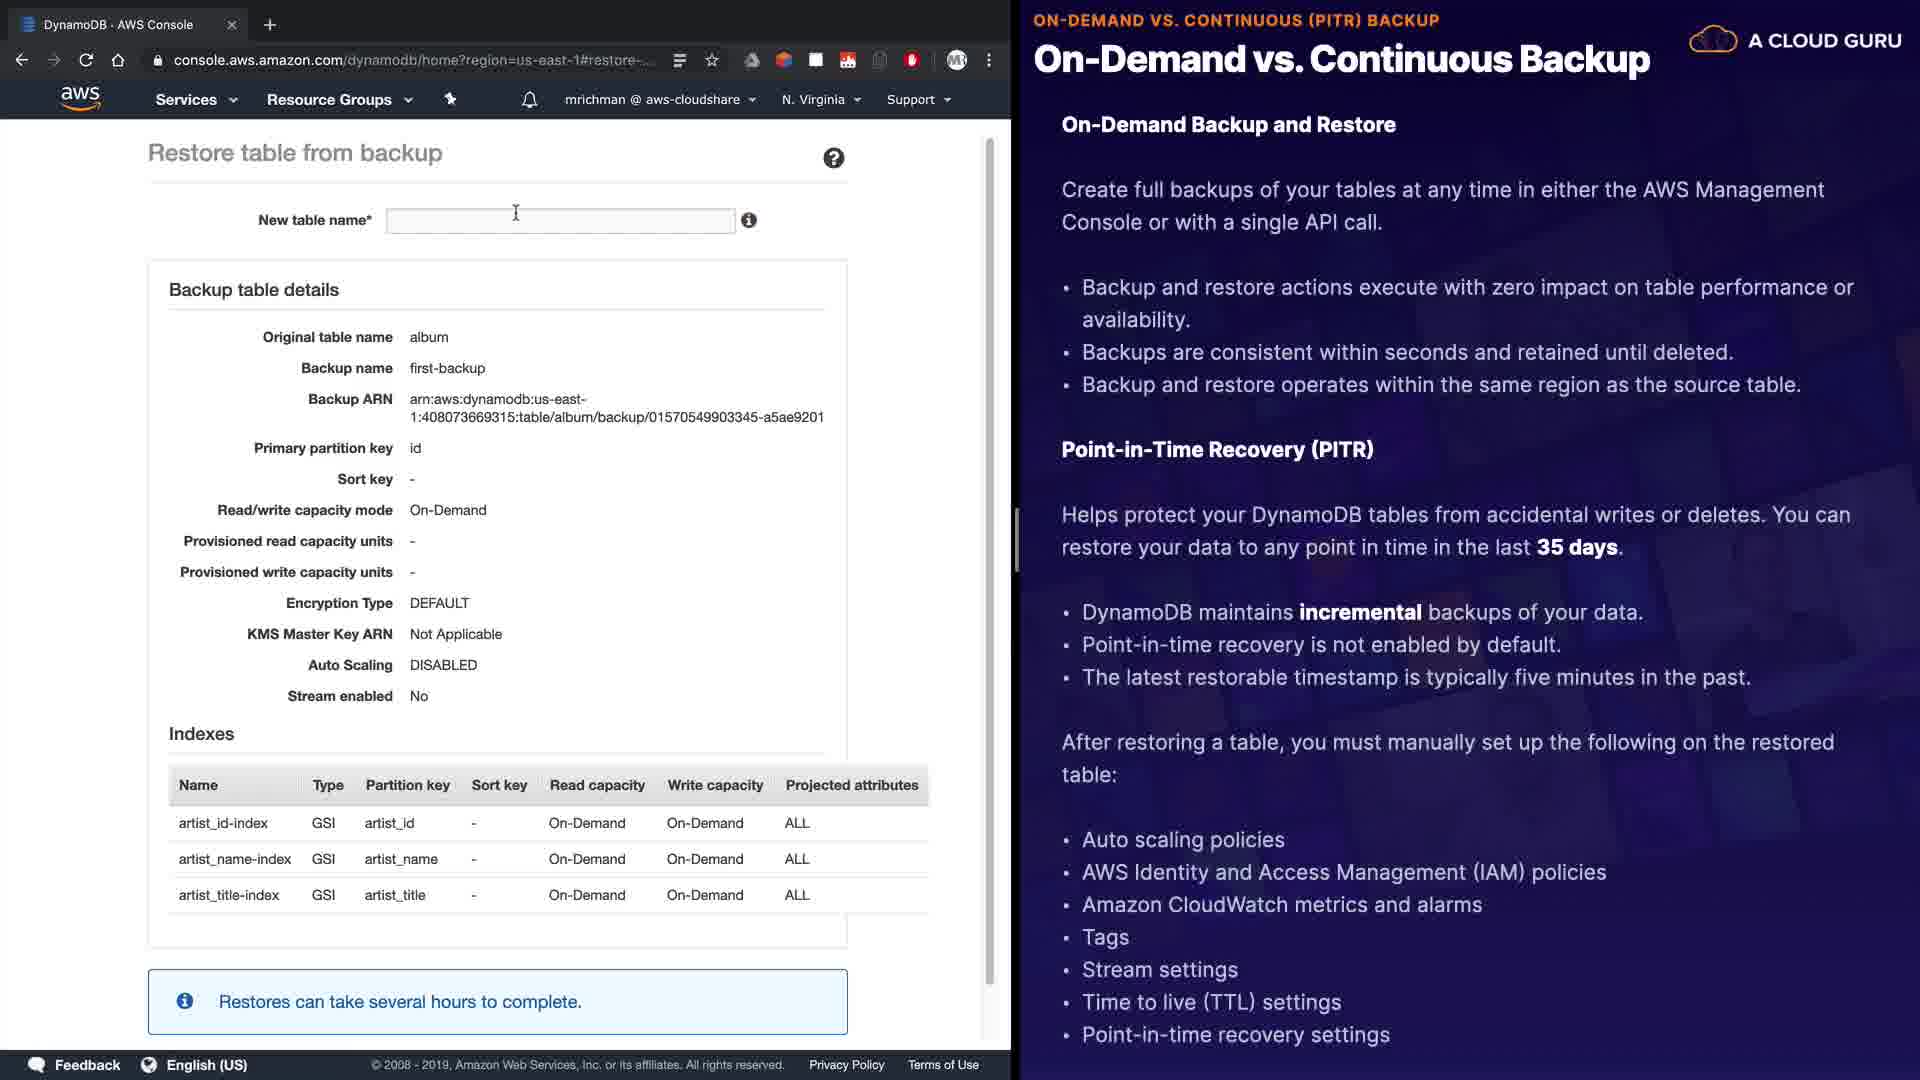 DynamoDB - AWS Console
console.aws.amazon.com/dynamodb/home?region=us-east-1#restore-...
aws
Services
Resource Groups
mrichman @ aws-cloudshare
N. Virginia
Support
Restore table from backup
New table name*
Backup table details
Original table name album
Backup name first-backup
Backup ARN arn:aws:dynamodb:us-east-
1:408073669315:table/album/backup/01570549903345-a5ae9201
Primary partition key id
Sort key -
Read/write capacity mode On-Demand
Provisioned read capacity units -
Provisioned write capacity units -
Encryption Type DEFAULT
KMS Master Key ARN Not Applicable
Auto Scaling DISABLED
Stream enabled No
Indexes
Name Type Partition key Sort key Read capacity Write capacity Projected attributes
artist_id-index GSI artist_id - On-Demand On-Demand ALL
artist_name-index GSI artist_name - On-Demand On-Demand ALL
artist_title-index GSI artist_title - On-Demand On-Demand ALL
Restores can take several hours to complete.
Feedback
English (US)
© 2008 - 2019, Amazon Web Services, Inc. or its affiliates. All rights reserved.
Privacy Policy
Terms of Use
ON-DEMAND VS. CONTINUOUS (PITR) BACKUP
On-Demand vs. Continuous Backup
A CLOUD GURU
On-Demand Backup and Restore
Create full backups of your tables at any time in either the AWS Management
Console or with a single API call.
• Backup and restore actions execute with zero impact on table performance or
availability.
• Backups are consistent within seconds and retained until deleted.
• Backup and restore operates within the same region as the source table.
Point-in-Time Recovery (PITR)
Helps protect your DynamoDB tables from accidental writes or deletes. You can
restore your data to any point in time in the last 35 days.
• DynamoDB maintains incremental backups of your data.
• Point-in-time recovery is not enabled by default.
• The latest restorable timestamp is typically five minutes in the past.
After restoring a table, you must manually set up the following on the restored
table:
• Auto scaling policies
• AWS Identity and Access Management (IAM) policies
• Amazon CloudWatch metrics and alarms
• Tags
• Stream settings
• Time to live (TTL) settings
• Point-in-time recovery settings